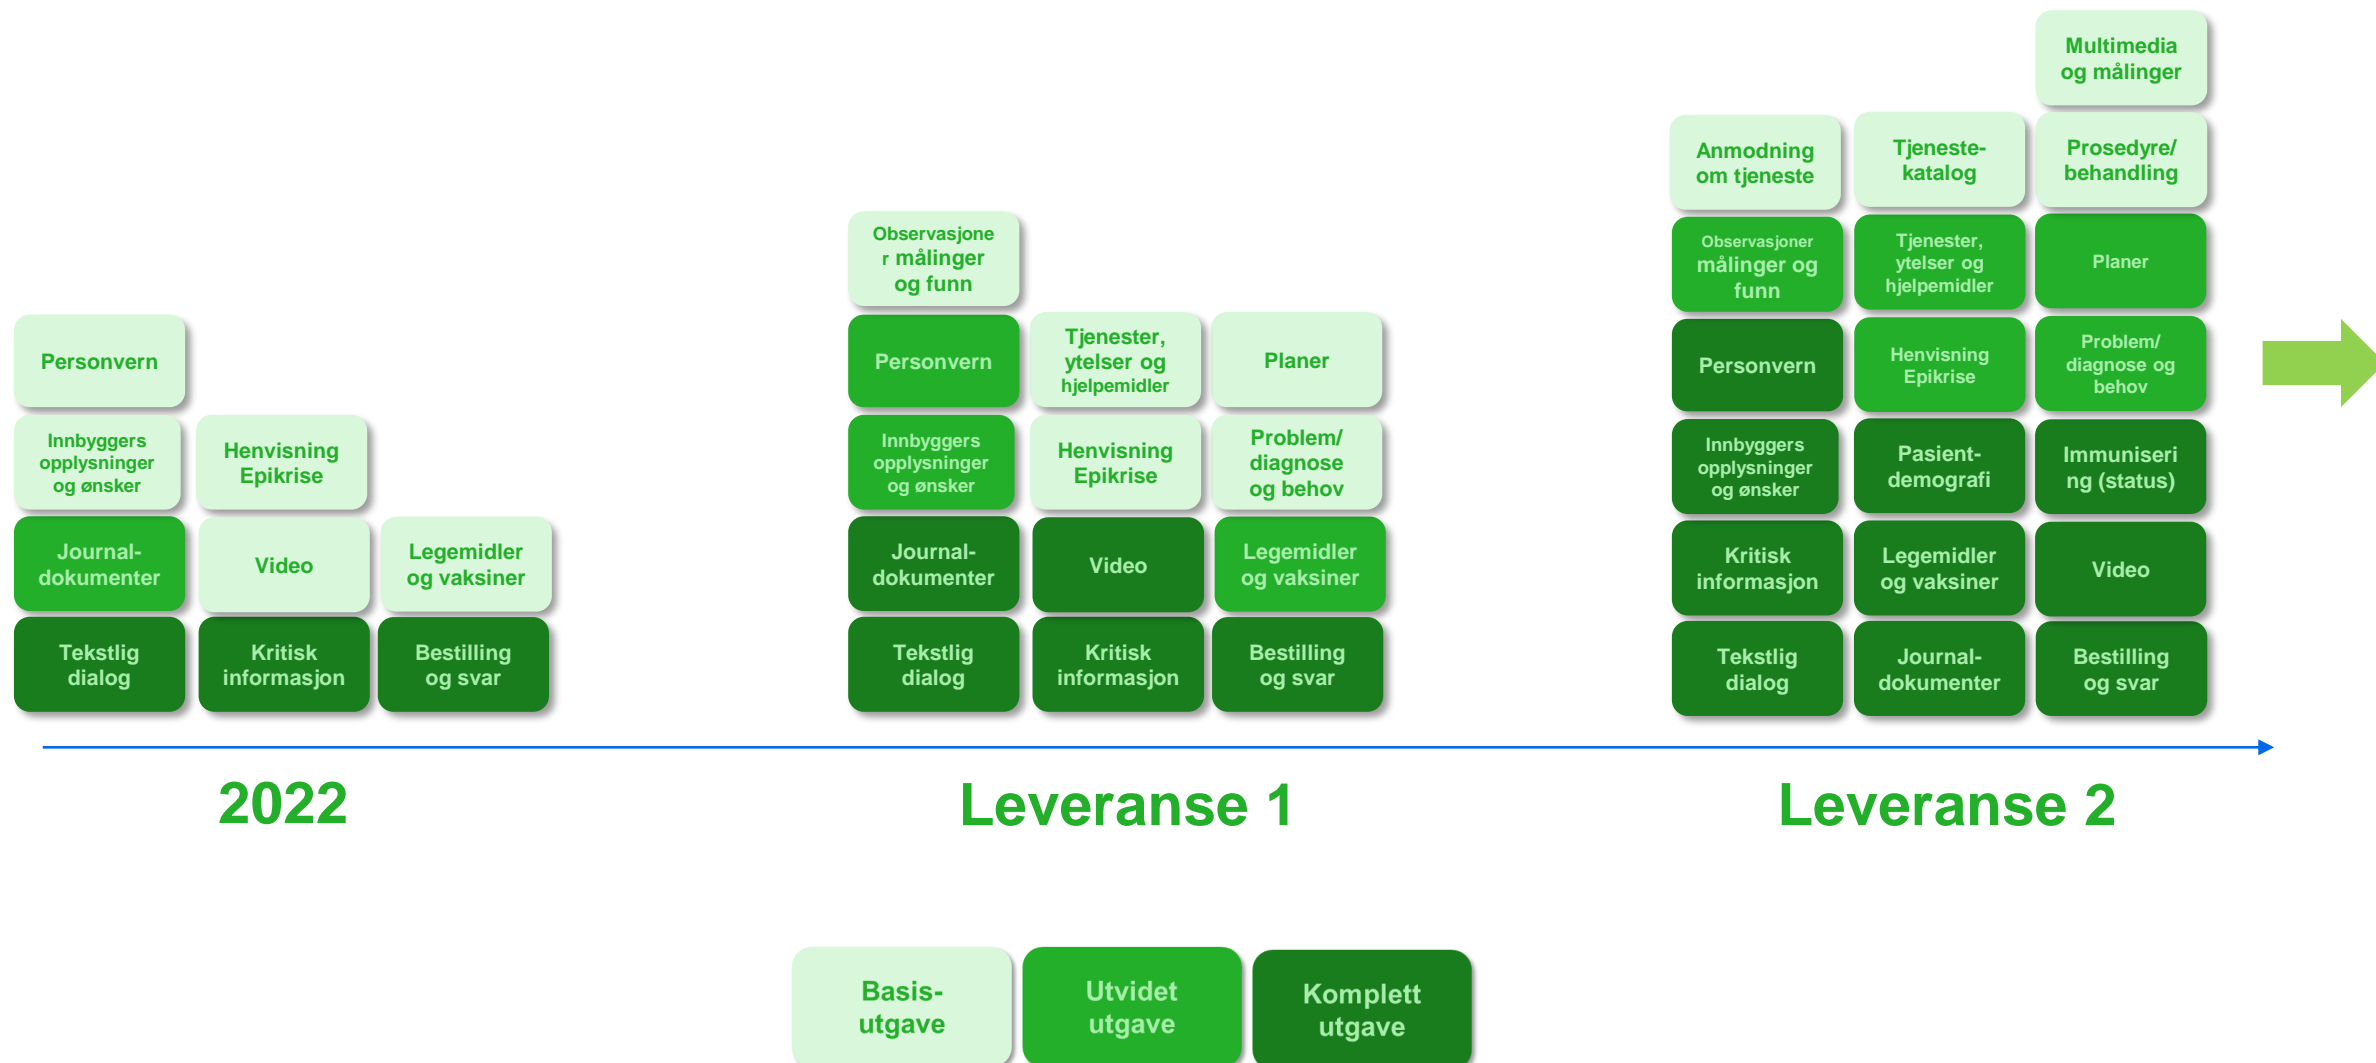 Personvern
Innbyggers
opplysninger
og ønsker
Henvisning
Epikrise
Journal-
dokumenter
Video
Legemidler
og vaksiner
Tekstlig
dialog
Kritisk
informasjon
Bestilling
og svar
2022
Observasjone
r målinger
og funn
Personvern
Tjenester,
ytelser og
hjelpemidler
Planer
Innbyggers
opplysninger
og ønsker
Henvisning
Epikrise
Problem/
diagnose
og behov
Journal-
dokumenter
Video
Legemidler
og vaksiner
Tekstlig
dialog
Kritisk
informasjon
Bestilling
og svar
Leveranse 1
Multimedia
og målinger
Anmodning
om tjeneste
Tjeneste-
katalog
Prosedyre/
behandling
Observasjoner
målinger og
funn
Tjenester,
ytelser og
hjelpemidler
Planer
Personvern
Henvisning
Epikrise
Problem/
diagnose og
behov
Innbyggers
opplysninger
og ønsker
Pasient-
demografi
Immuniseri
ng (status)
Kritisk
informasjon
Legemidler
og vaksiner
Video
Tekstlig
dialog
Journal-
dokumenter
Bestilling
og svar
Leveranse 2
Basis-
utgave
Utvidet
utgave
Komplett
utgave